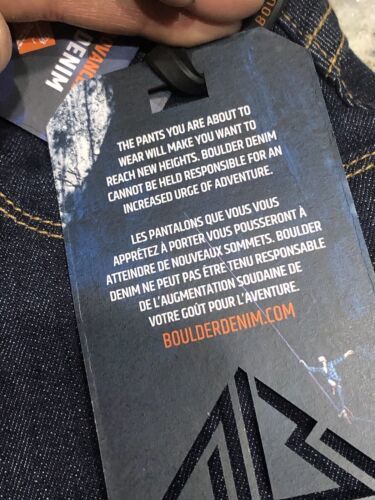 ADVANCE
DENIM
THE PANTS YOU ARE ABOUT TO
WEAR WILL MAKE YOU WANT TO
REACH NEW HEIGHTS. BOULDER DENIM
CANNOT BE HELD RESPONSIBLE FOR AN
INCREASED URGE OF ADVENTURE.
LES PANTALONS QUE VOUS VOUS
APPRÊTEZ À PORTER VOUS POUSSERONT À
ATTEINDRE DE NOUVEAUX SOMMETS. BOULDER
DENIM NE PEUT PAS ÊTRE TENU RESPONSABLE
DE L'AUGMENTATION SOUDAINE DE
VOTRE GOÛT POUR L'AVENTURE.
BOULDERDENIM.COM